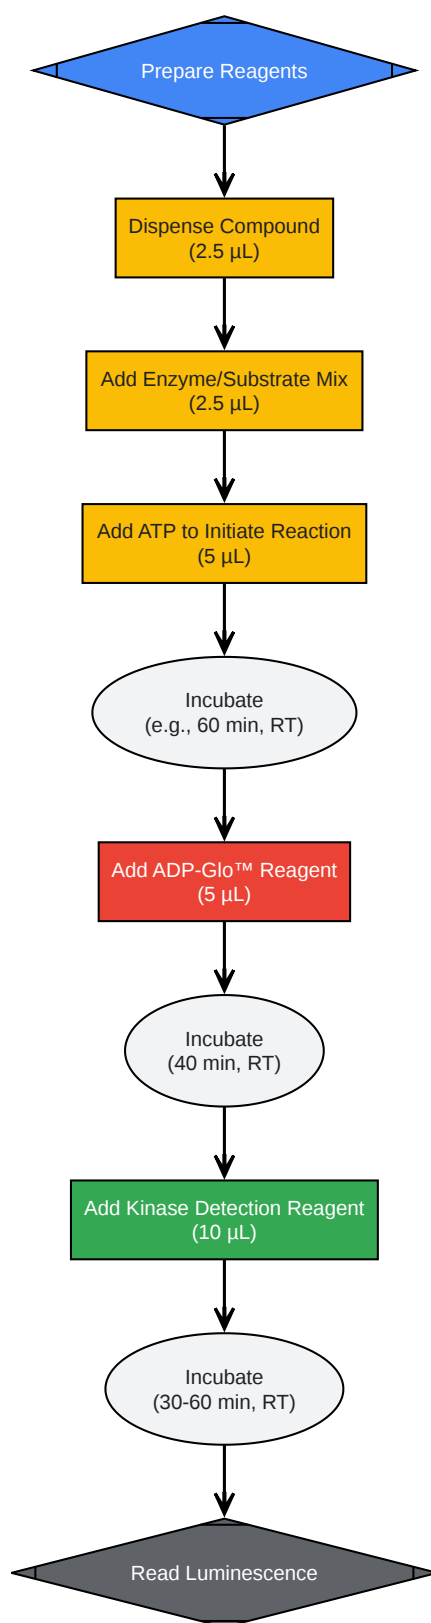 Prepare Reagents
Dispense Compound
(2.5 µL)
Add Enzyme/Substrate Mix
(2.5 µL)
Add ATP to Initiate Reaction
(5 µL)
Incubate
(e.g., 60 min, RT)
Add ADP-Glo™ Reagent
(5 µL)
Incubate
(40 min, RT)
Add Kinase Detection Reagent
(10 µL)
Incubate
(30-60 min, RT)
Read Luminescence